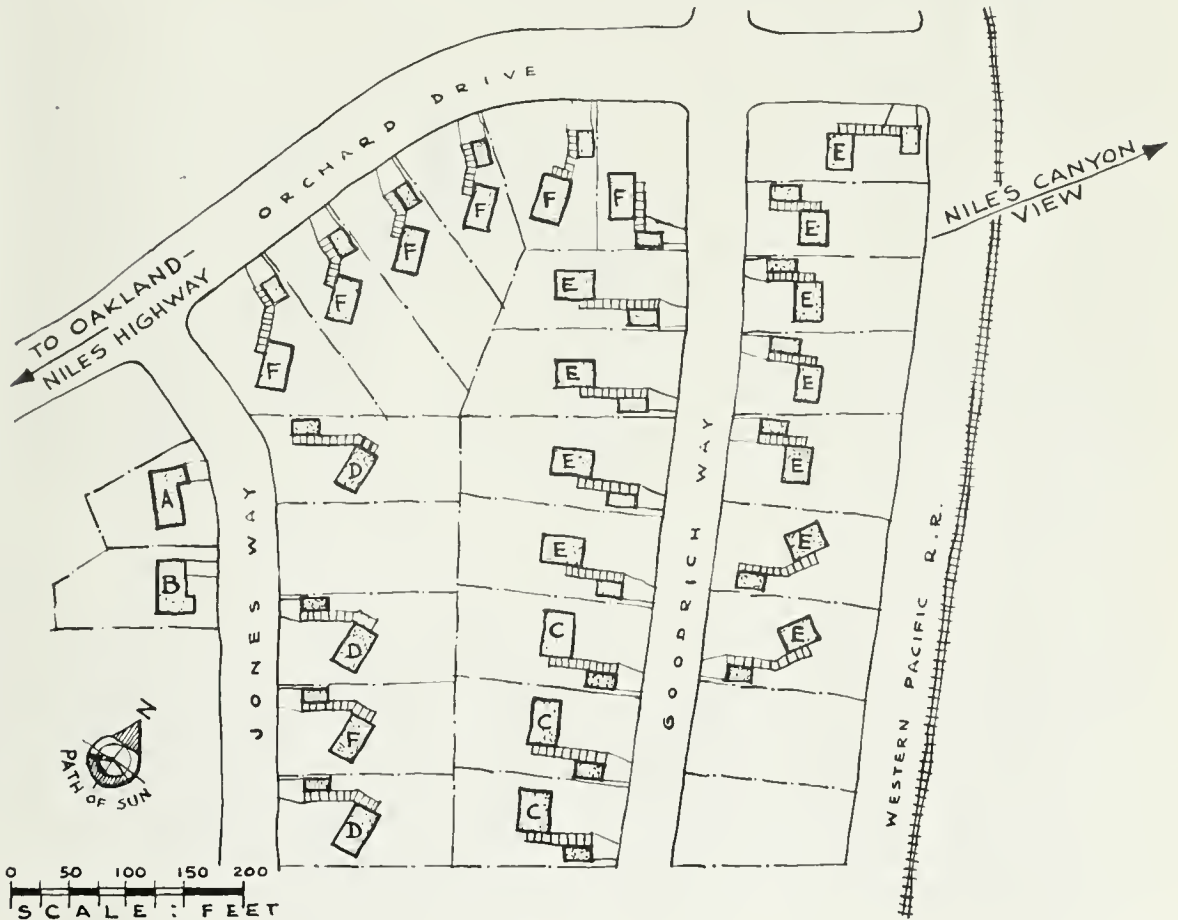 ORCHARD DRIVE
TO OAKLAND—
NILES HIGHWAY
NILES CANYON
VIEW
E
F
F
F
E
F
E
F
E
F
E
F
E
E
D
E
E
A
E
E
B
C
E
D
C
F
C
D
JONES WAY
GOODRICH WAY
WESTERN PACIFIC R.R.
N
PATH OF SUN
0 50 100 150 200
SCALE : FEET